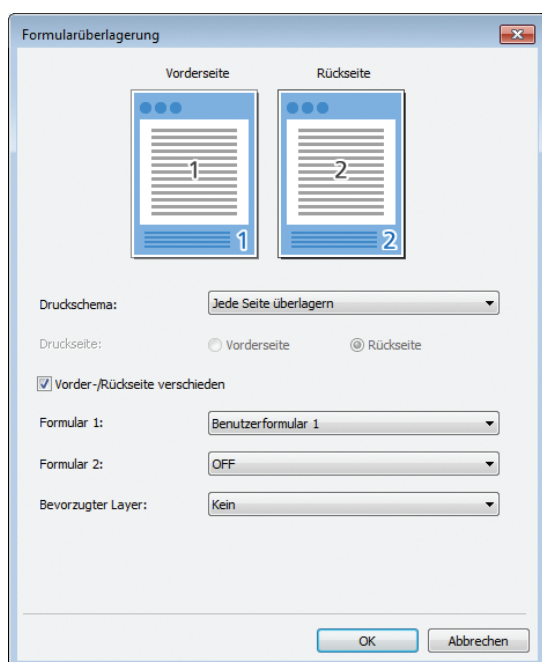 Formularüberlagerung
Vorderseite Rückseite
1 2
1 2
Druckschema: Jede Seite überlagern
Druckseite: Vorderseite Rückseite
Vorder-/Rückseite verschieden
Formular 1: Benutzerformular 1
Formular 2: OFF
Bevorzugter Layer: Kein
OK Abbrechen